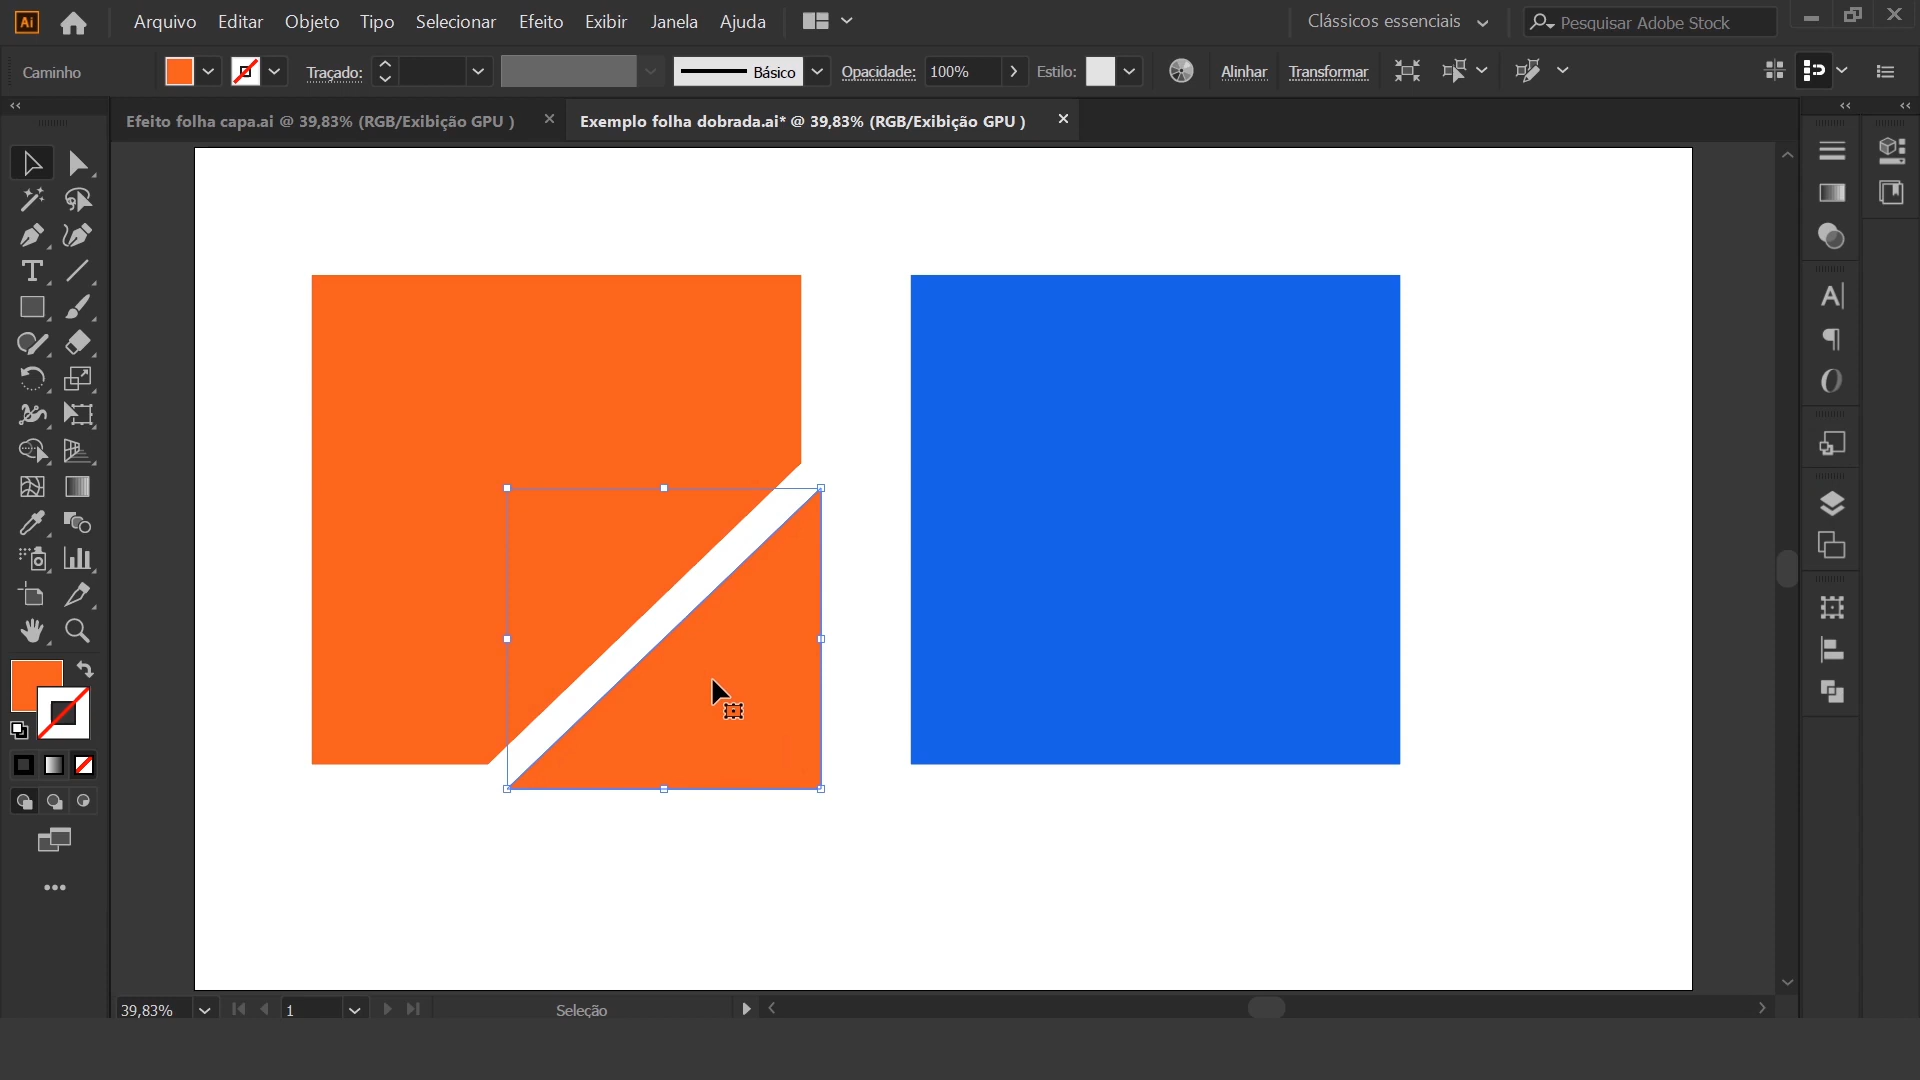 Ai Arquivo Editar Objeto Tipo Selecionar Efeito Exibir Janela Ajuda Clássicos essenciais Pesquisar Adobe Stock
Caminho Traçado: Básico Opacidade: 100% Estilo: Alinhar Transformar
Efeito folha capa.ai @ 39,83% (RGB/Exibição GPU ) Exemplo folha dobrada.ai* @ 39,83% (RGB/Exibição GPU )
39,83% 1 Seleção